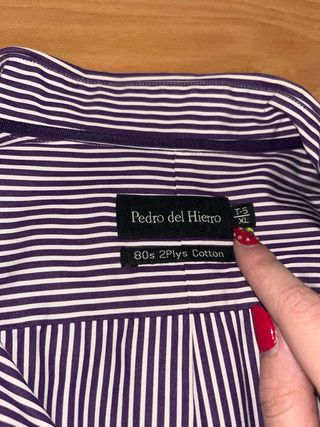 Pedro del Hierro
T-5
XL
80s 2Plys Cotton